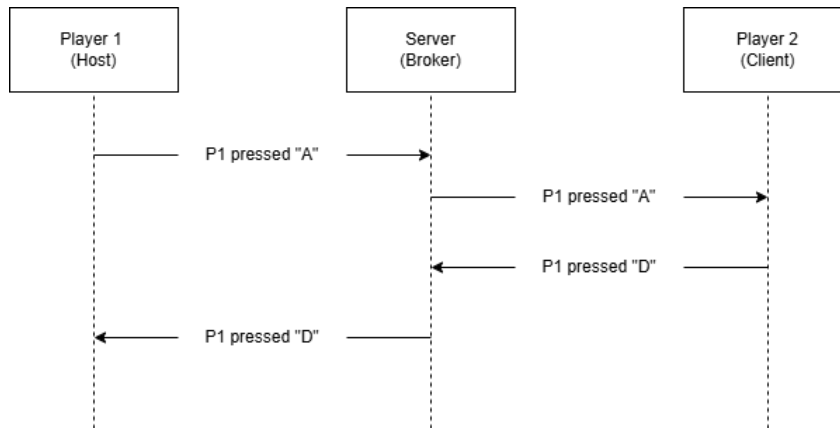 Player 1
(Host)
Server
(Broker)
Player 2
(Client)
P1 pressed "A"
P1 pressed "A"
P1 pressed "D"
P1 pressed "D"